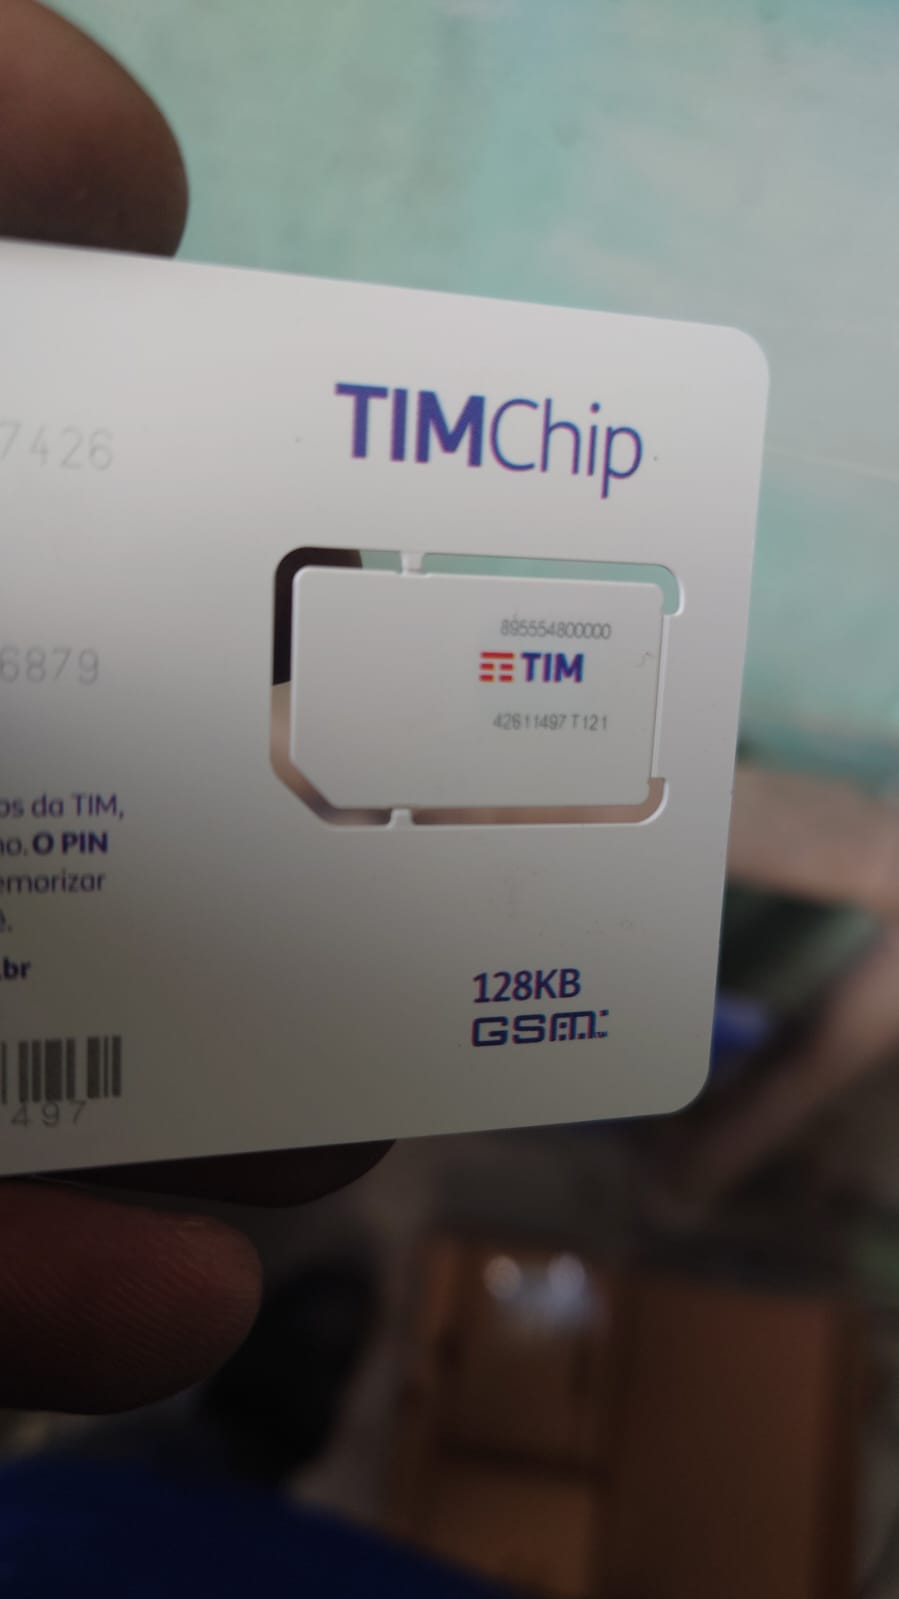 TIMChip
7426
895554800000
TIM
42611497 T121
6879
os da TIM,
no. O PIN
emorizar
ê.
.br
128KB
GSM
497